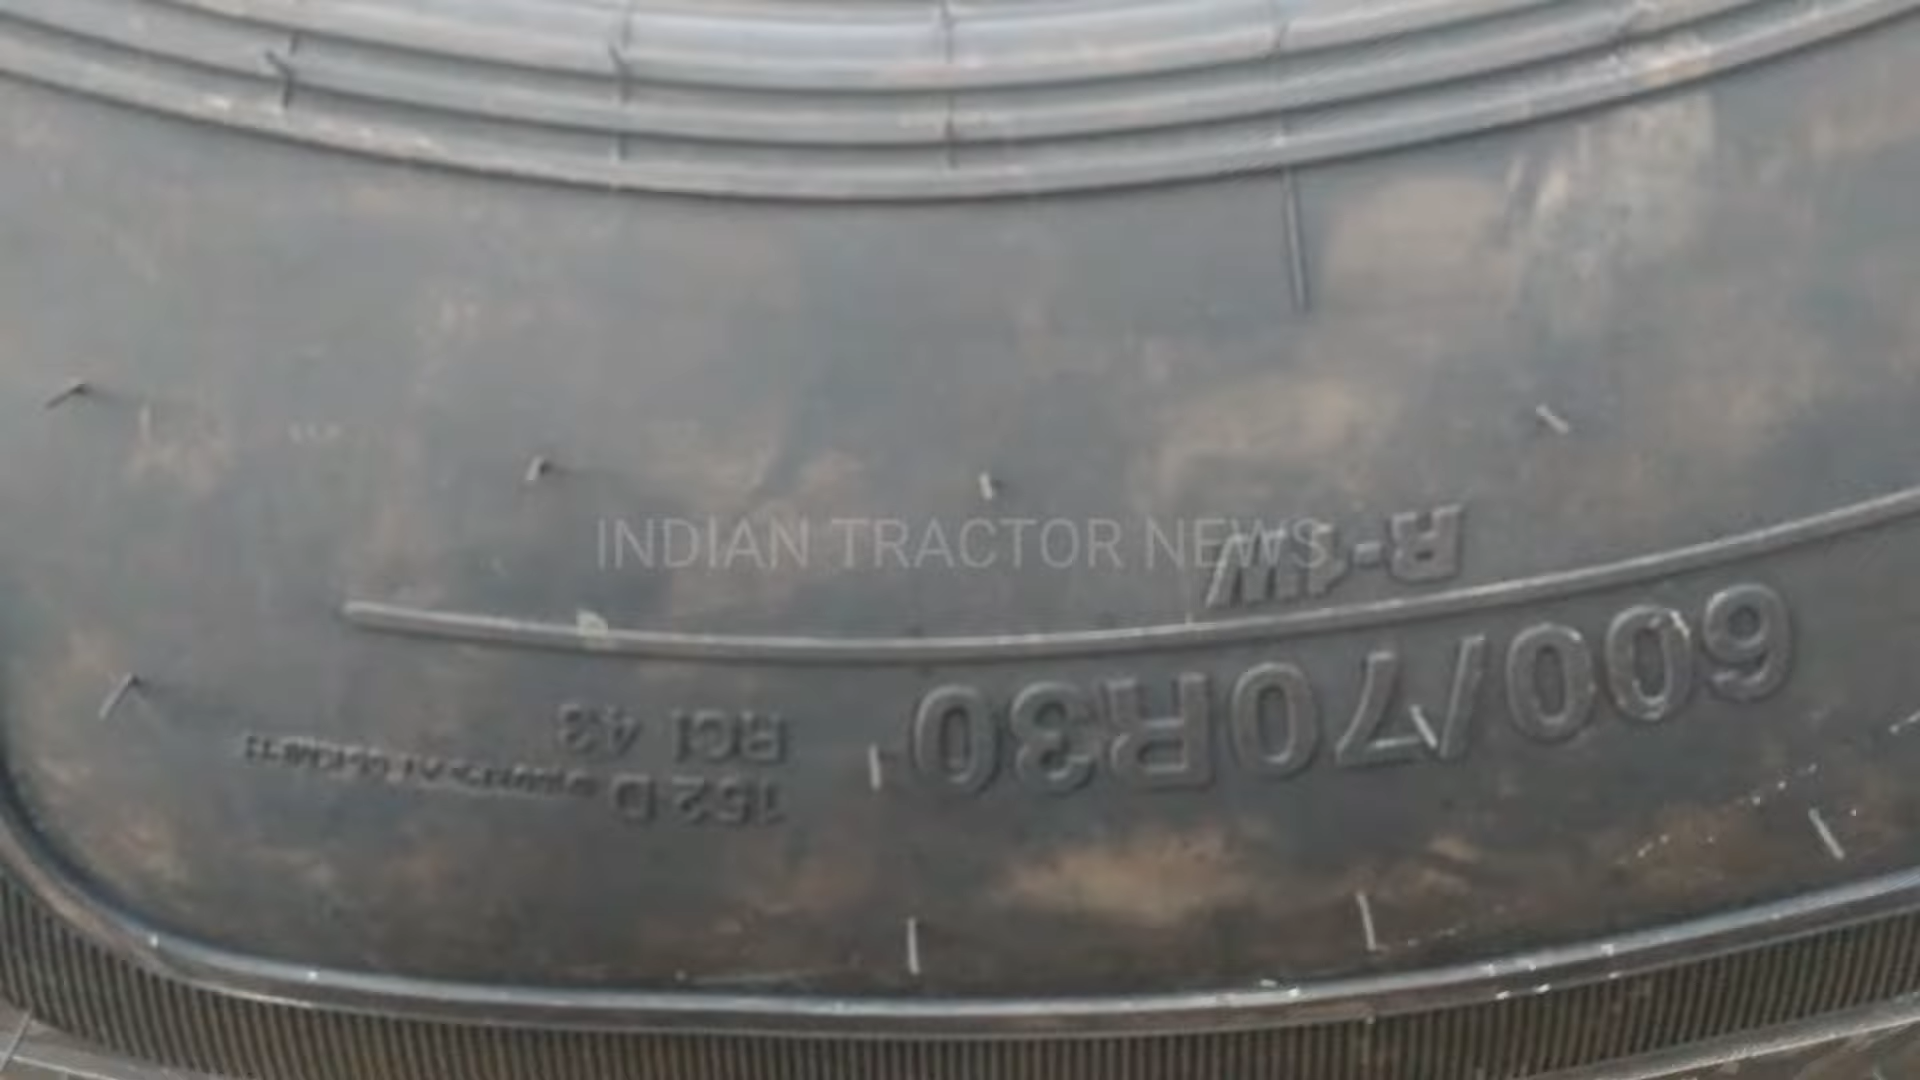 INDIAN TRACTOR NEWS
R-1W
600/70R30
152 D
RCI 43